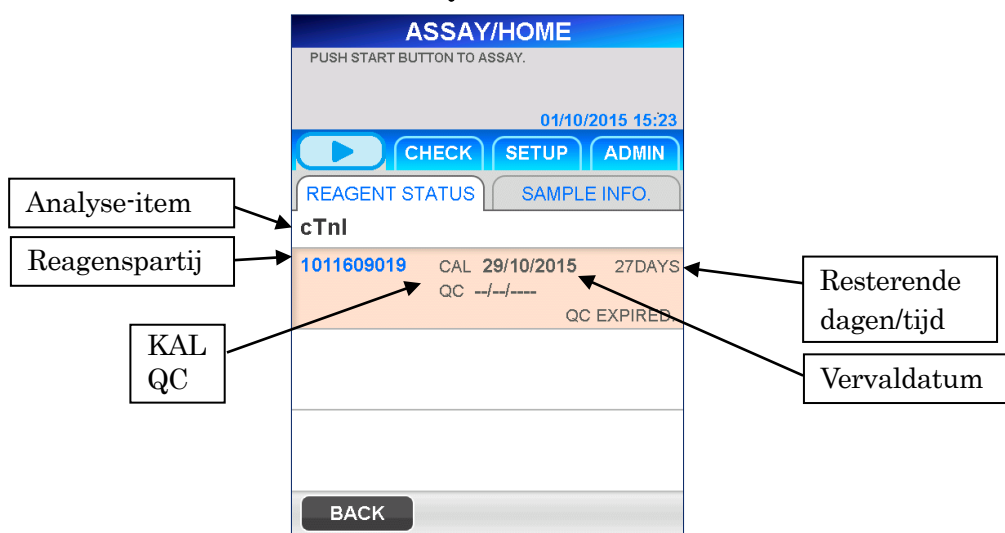 ASSAY/HOME
PUSH START BUTTON TO ASSAY.
01/10/2015 15:23
CHECK SETUP ADMIN
REAGENT STATUS SAMPLE INFO.
Analyse-item
cTnI
Reagenspartij
1011609019 CAL 29/10/2015 27DAYS
QC --/--/----
QC EXPIRED.
Resterende
dagen/tijd
KAL
QC
Vervaldatum
BACK